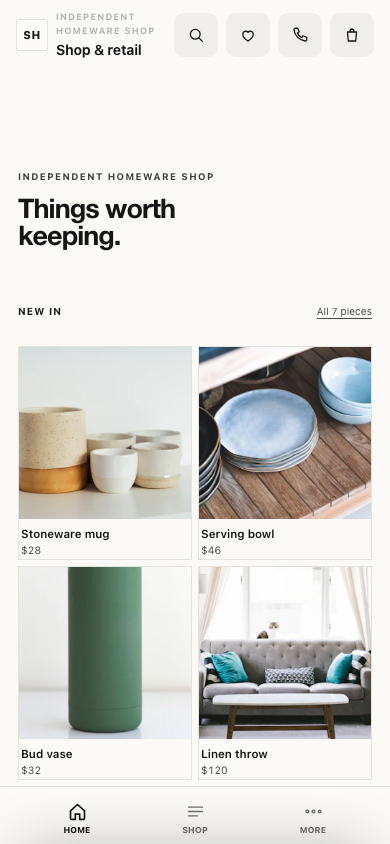 SH
INDEPENDENT
HOMEWARE SHOP
Shop & retail
INDEPENDENT HOMEWARE SHOP
Things worth
keeping.
NEW IN
All 7 pieces
Stoneware mug
$28
Serving bowl
$46
Bud vase
$32
Linen throw
$120
HOME
SHOP
MORE